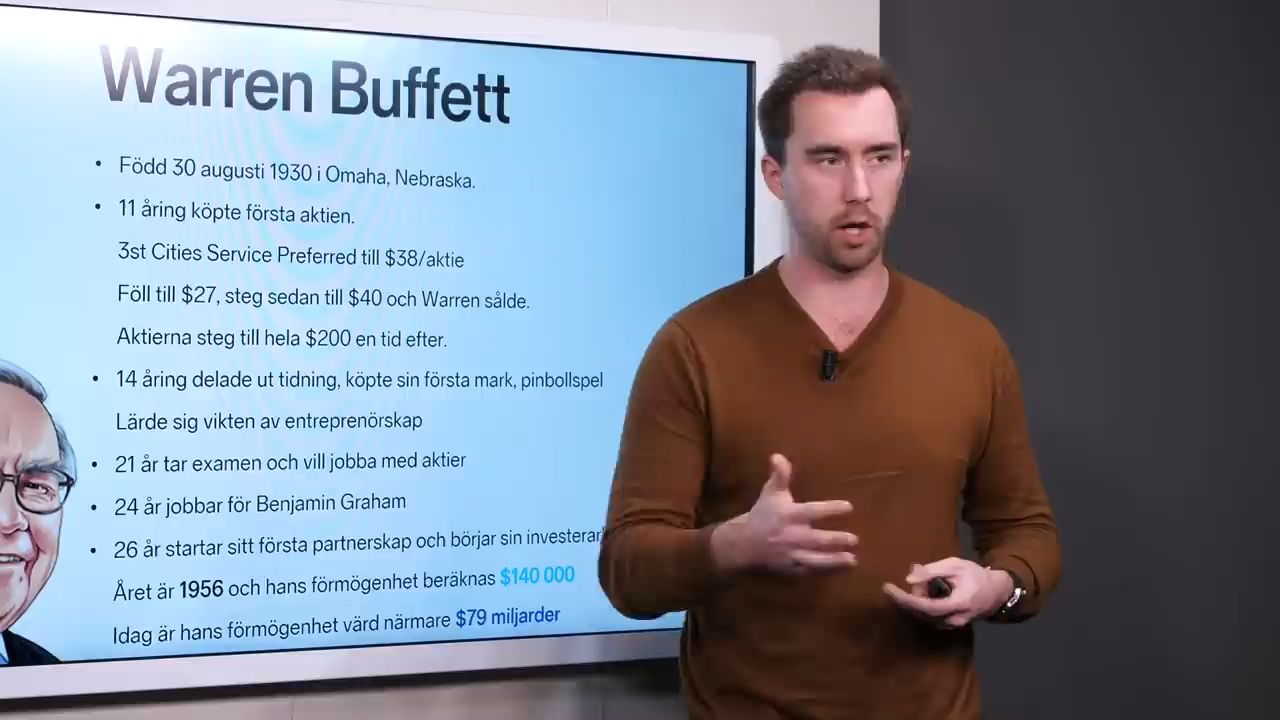 Warren Buffett
• Född 30 augusti 1930 i Omaha, Nebraska.
• 11 åring köpte första aktien.
3st Cities Service Preferred till $38/aktie
Föll till $27, steg sedan till $40 och Warren sålde.
Aktierna steg till hela $200 en tid efter.
• 14 åring delade ut tidning, köpte sin första mark, pinbollspel
Lärde sig vikten av entreprenörskap
• 21 år tar examen och vill jobba med aktier
• 24 år jobbar för Benjamin Graham
• 26 år startar sitt första partnerskap och börjar sin
Året är 1956 och hans förmögenhet beräknas $140 000
Idag är hans förmögenhet värd närmare $79 miljarder